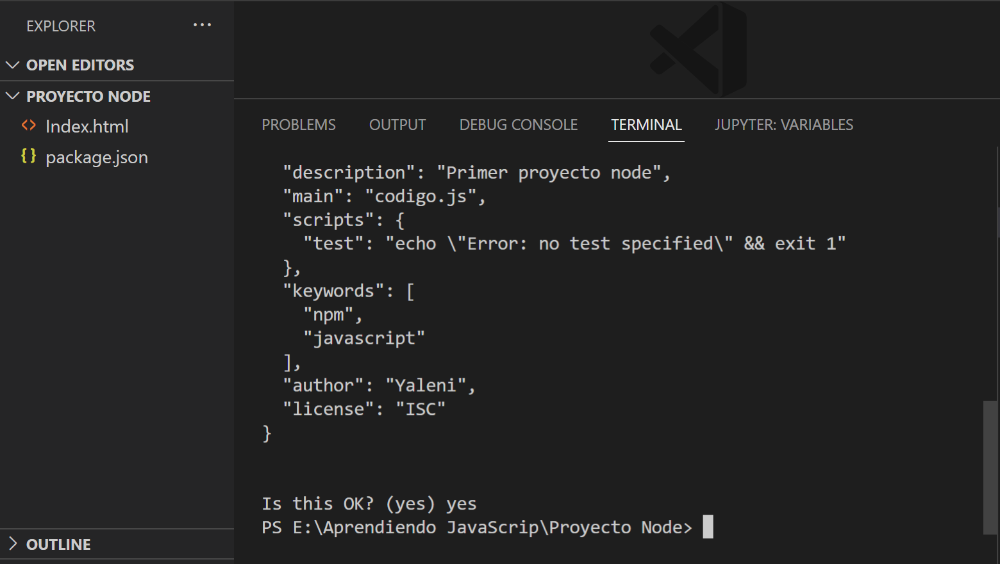 EXPLORER
OPEN EDITORS
PROYECTO NODE
Index.html
package.json
OUTLINE
PROBLEMS OUTPUT DEBUG CONSOLE TERMINAL JUPYTER: VARIABLES
"description": "Primer proyecto node",
"main": "codigo.js",
"scripts": {
"test": "echo \"Error: no test specified\" && exit 1"
},
"keywords": [
"npm",
"javascript"
],
"author": "Yaleni",
"license": "ISC"
}
Is this OK? (yes) yes
PS E:\Aprendiendo JavaScrip\Proyecto Node>